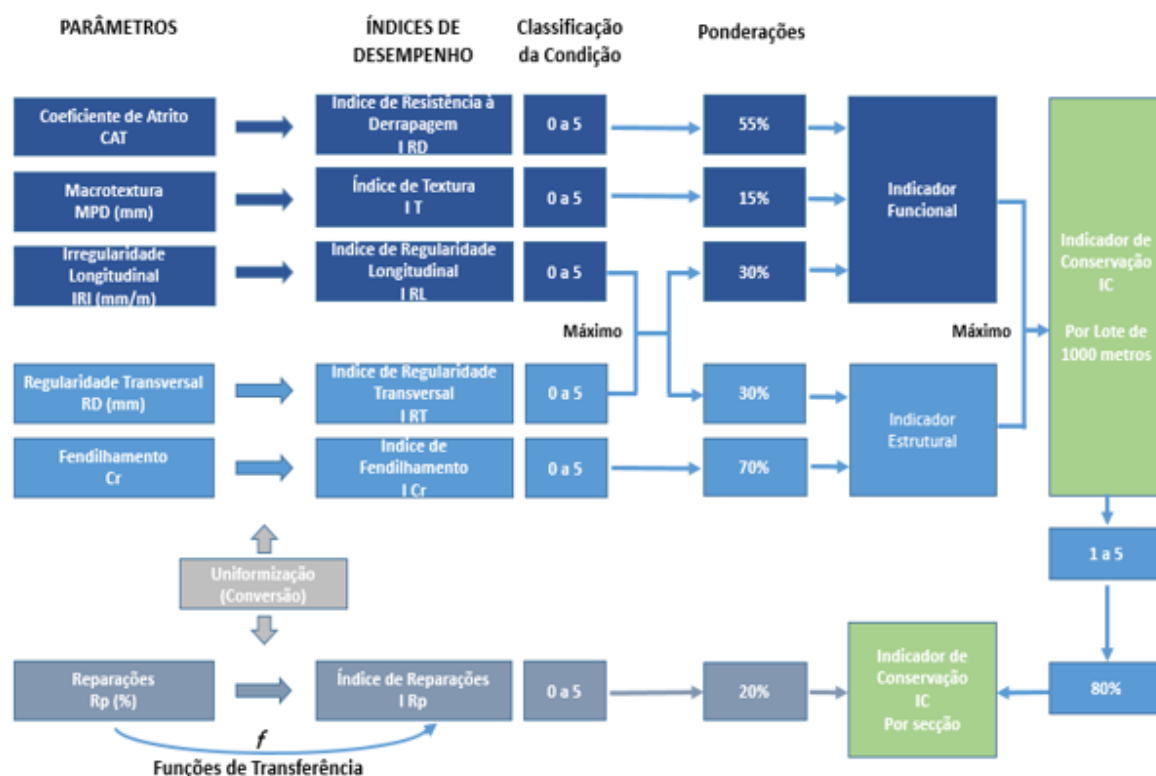 PARÂMETROS
ÍNDICES DE
DESEMPENHO
Classificação
da Condição
Ponderações
Coeficiente de Atrito
CAT
Indice de Resistência à
Derrapagem
I RD
0 a 5
55%
Macrotextura
MPD (mm)
Índice de Textura
I T
0 a 5
15%
Indicador
Funcional
Irregularidade
Longitudinal
IRI (mm/m)
Indice de Regularidade
Longitudinal
I RL
0 a 5
30%
Indicador de
Conservação
IC
Por Lote de
1000 metros
Máximo
Máximo
Regularidade Transversal
RD (mm)
Indice de Regularidade
Transversal
I RT
0 a 5
30%
Indicador
Estrutural
Fendilhamento
Cr
Indice de
Fendilhamento
I Cr
0 a 5
70%
1 a 5
Uniformização
(Conversão)
Reparações
Rp (%)
Índice de Reparações
I Rp
0 a 5
20%
Indicador de
Conservação
IC
Por secção
80%
f
Funções de Transferência